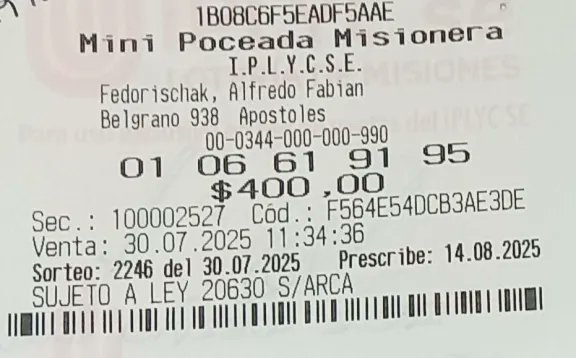 1B08C6F5EADF5AAE
Mini Poceada Misionera
I.P.L.Y.C.S.E.
Fedorischak, Alfredo Fabian
Belgrano 938 Apostoles
00-0344-000-000-990
01 06 61 91 95
$400,00
Sec.: 100002527 Cód.: F564E54DCB3AE3DE
Venta: 30.07.2025 11:34:36
Sorteo: 2246 del 30.07.2025 Prescribe: 14.08.2025
SUJETO A LEY 20630 S/ARCA